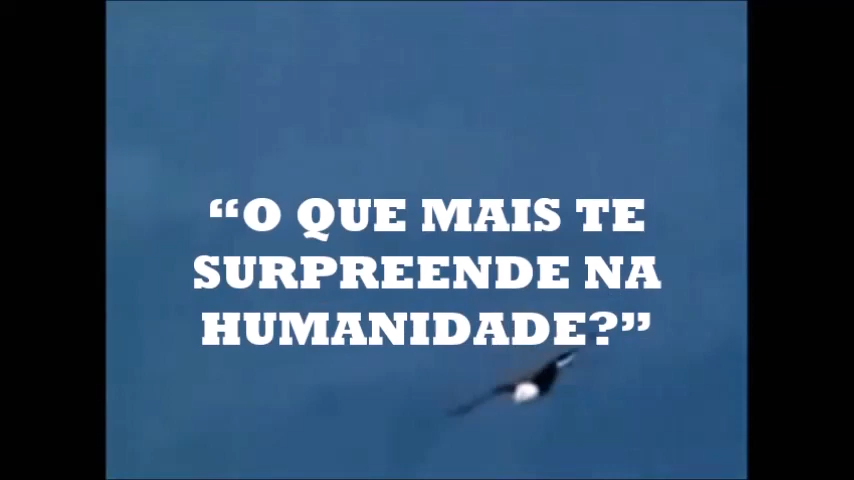 “O QUE MAIS TE
SURPREENDE NA
HUMANIDADE?”